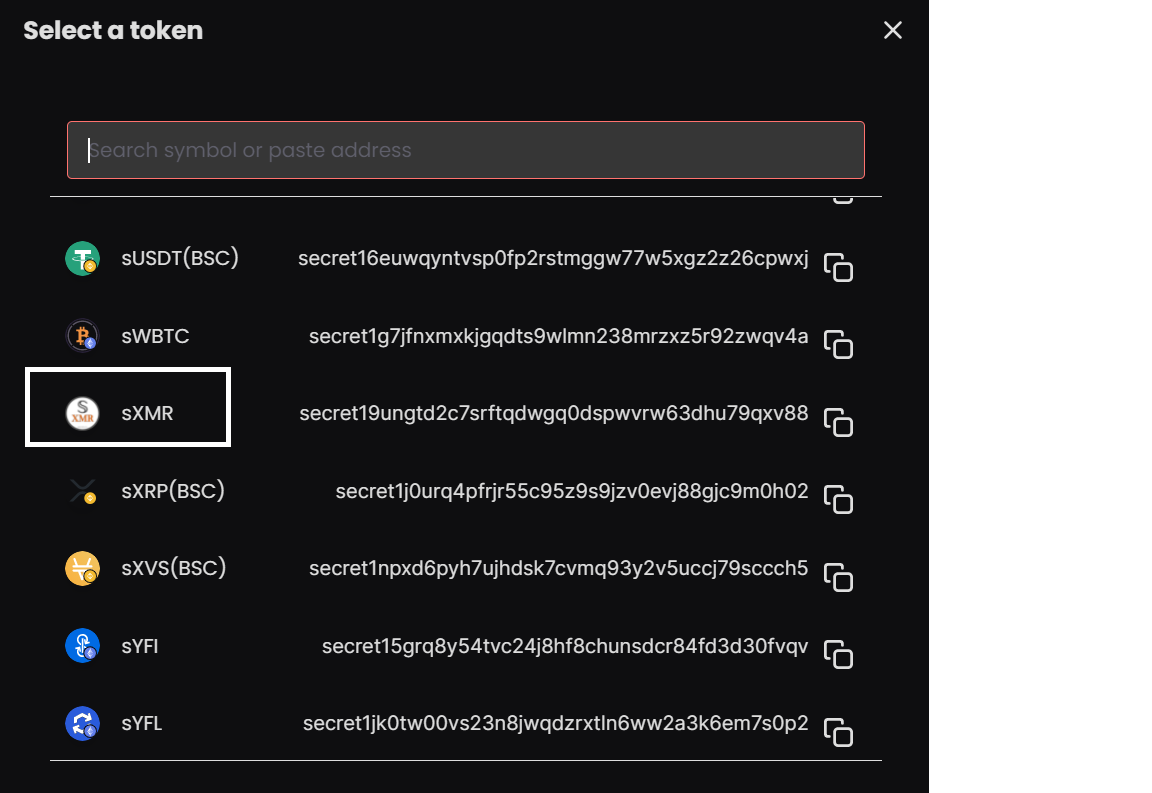 Select a token
Search symbol or paste address
sUSDT(BSC) secret16euwqyntvsp0fp2rstmggw77w5xgz2z26cpwxj
sWBTC secret1g7jfnxmxkjgqdts9wlmn238mrzxz5r92zwqv4a
S
XMR
sXMR secret19ungtd2c7srftqdwgq0dspwvrw63dhu79qxv88
sXRP(BSC) secret1j0urq4pfrjr55c95z9s9jzv0evj88gjc9m0h02
sXVS(BSC) secret1npxd6pyh7ujhdsk7cvmq93y2v5uccj79sccch5
sYFI secret15grq8y54tvc24j8hf8chunsdcr84fd3d30fvqv
sYFL secret1jk0tw00vs23n8jwqdzrxtln6ww2a3k6em7s0p2